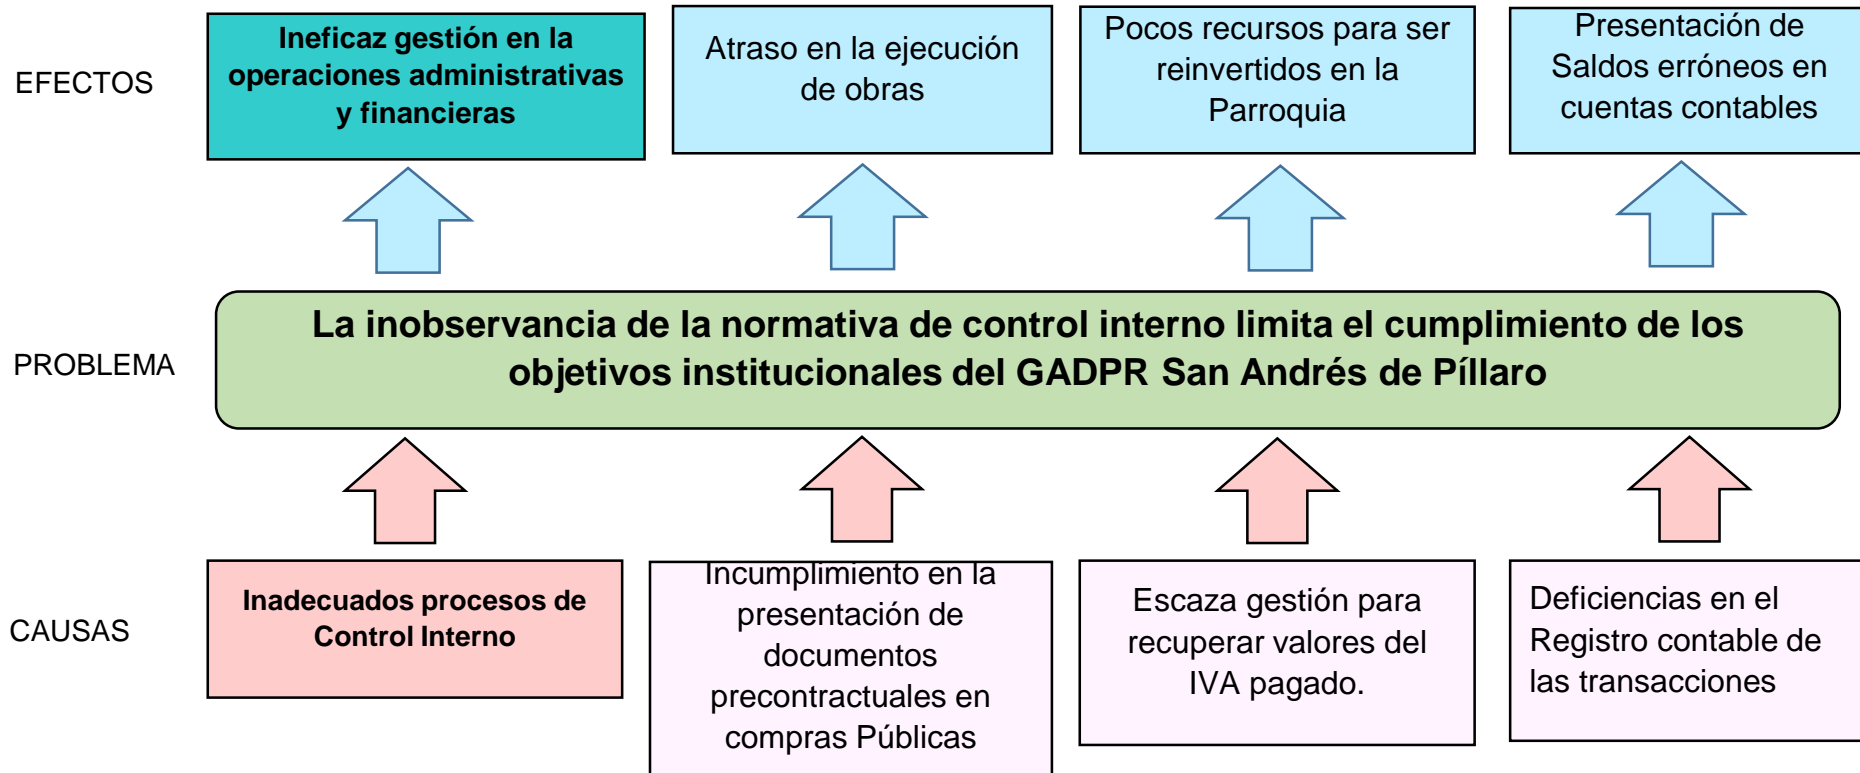 EFECTOS
Ineficaz gestión en la
operaciones administrativas
y financieras
Atraso en la ejecución
de obras
Pocos recursos para ser
reinvertidos en la
Parroquia
Presentación de
Saldos erróneos en
cuentas contables
PROBLEMA
La inobservancia de la normativa de control interno limita el cumplimiento de los
objetivos institucionales del GADPR San Andrés de Píllaro
CAUSAS
Inadecuados procesos de
Control Interno
Incumplimiento en la
presentación de
documentos
precontractuales en
compras Públicas
Escaza gestión para
recuperar valores del
IVA pagado.
Deficiencias en el
Registro contable de
las transacciones